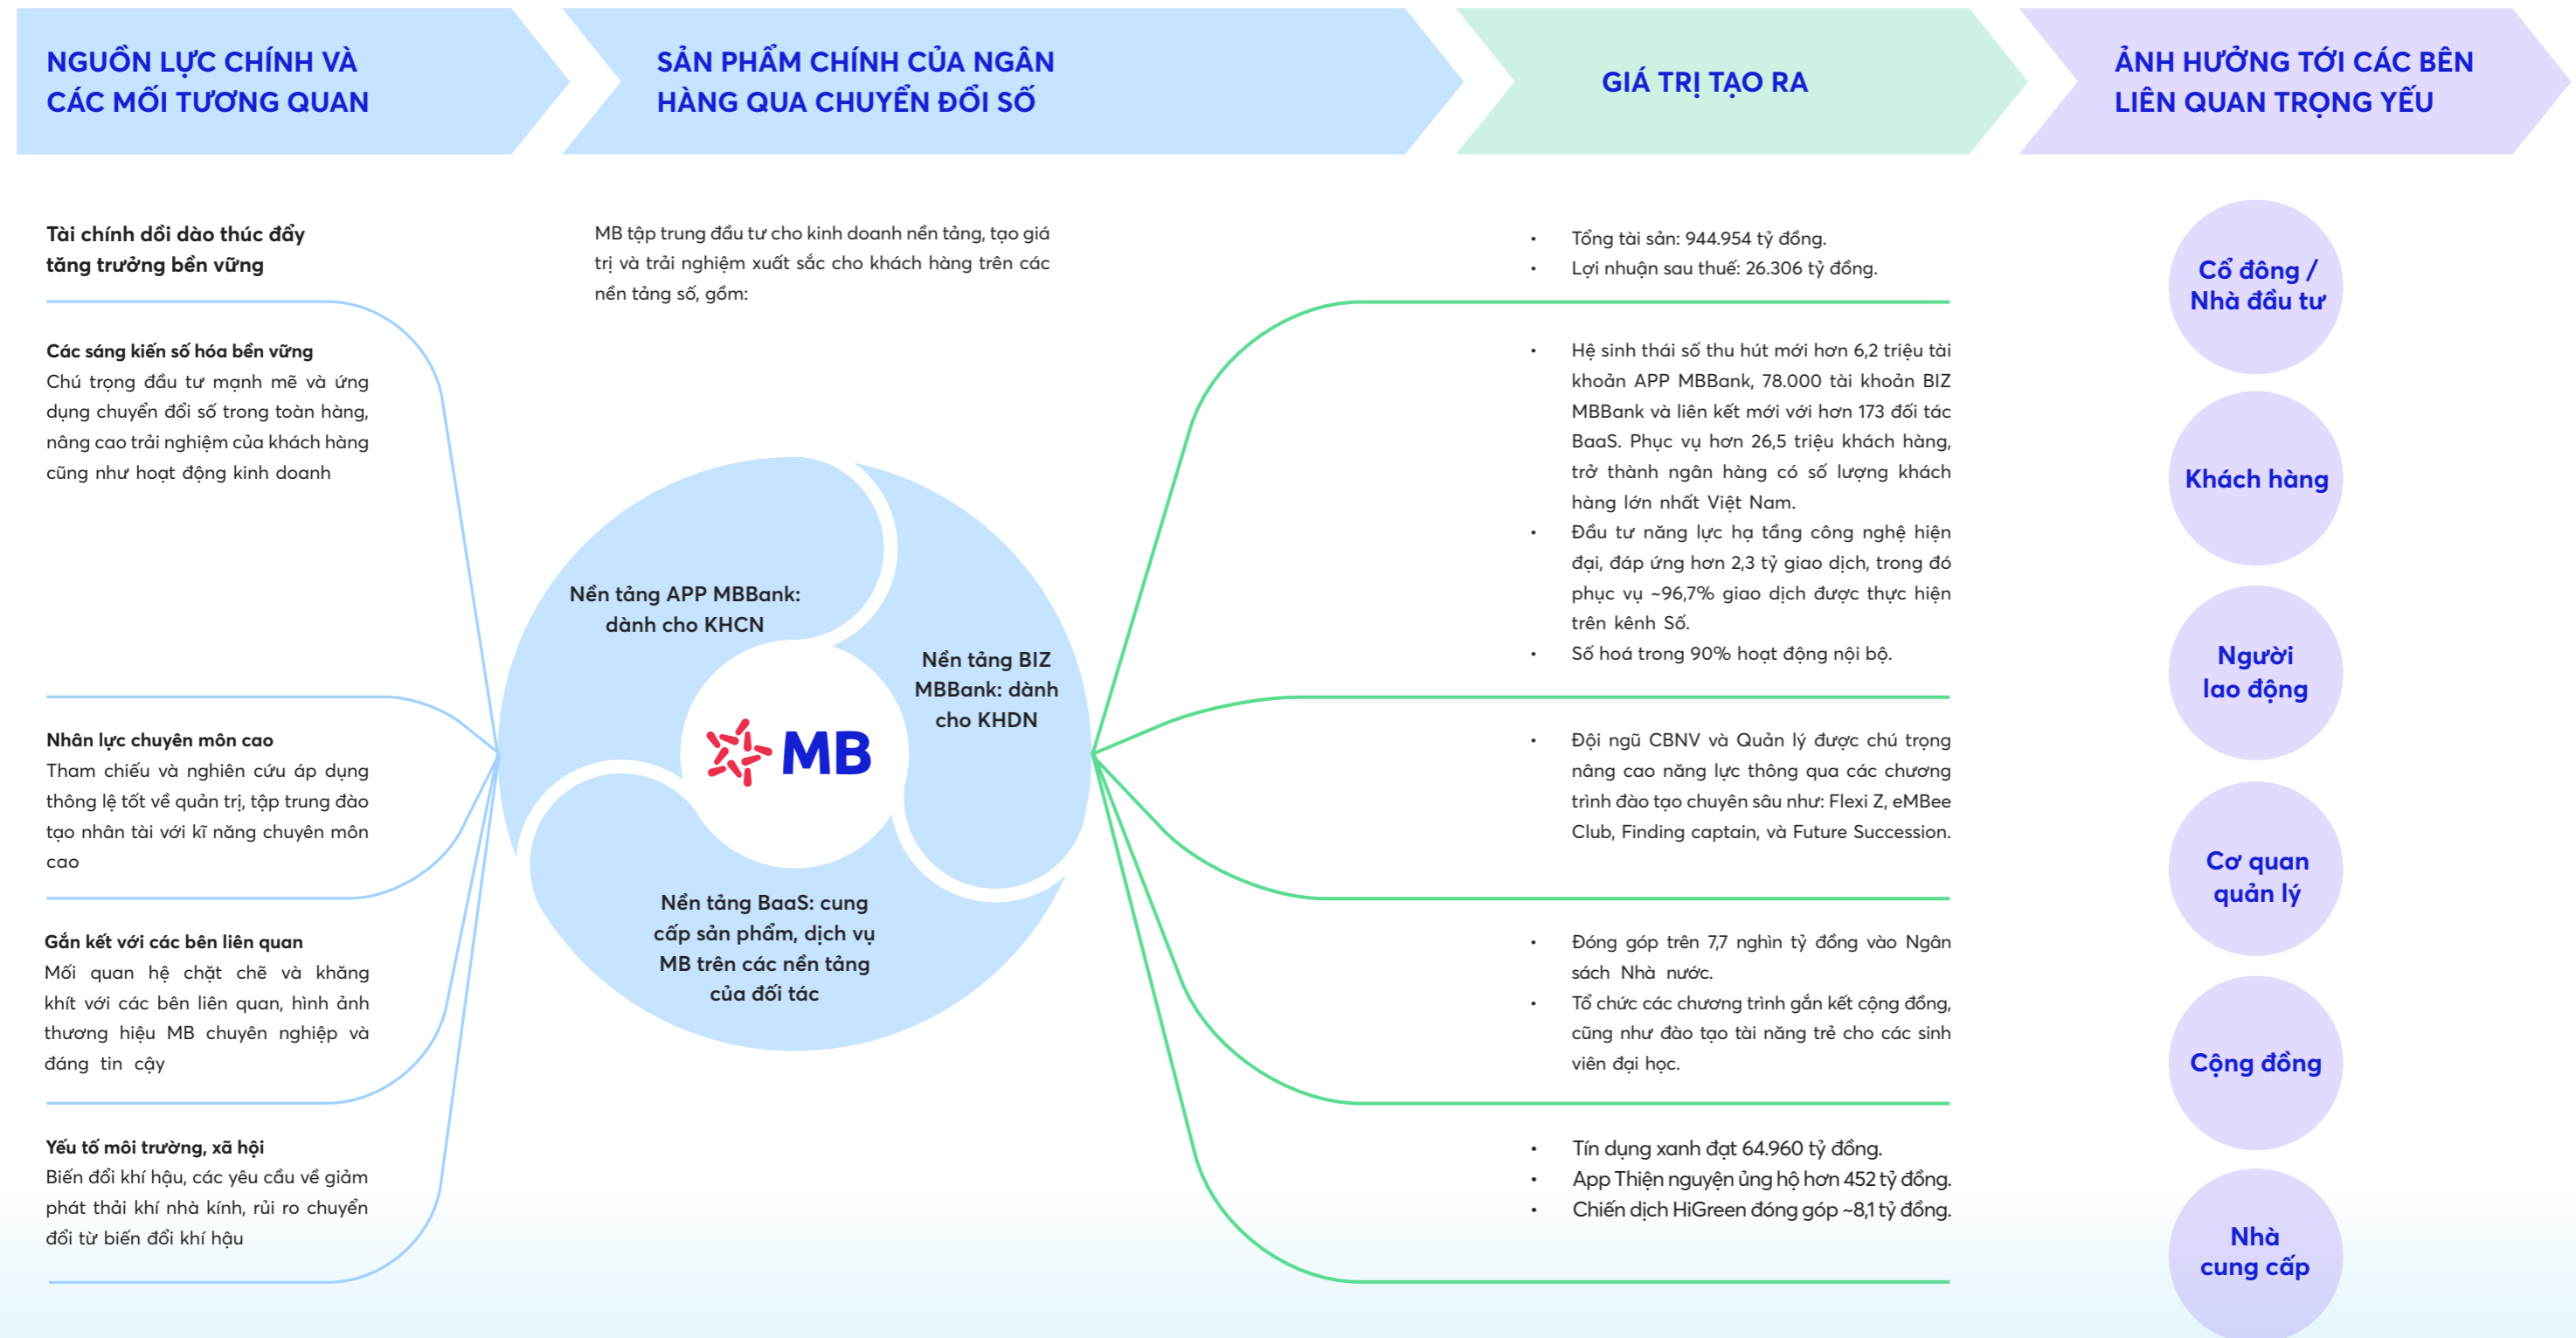 NGUỒN LỰC CHÍNH VÀ
CÁC MỐI TƯƠNG QUAN
SẢN PHẨM CHÍNH CỦA NGÂN
HÀNG QUA CHUYỂN ĐỔI SỐ
GIÁ TRỊ TẠO RA
ẢNH HƯỞNG TỚI CÁC BÊN
LIÊN QUAN TRỌNG YẾU
Tài chính dồi dào thúc đẩy
tăng trưởng bền vững
Các sáng kiến số hóa bền vững
Chú trọng đầu tư mạnh mẽ và ứng
dụng chuyển đổi số trong toàn hàng,
nâng cao trải nghiệm của khách hàng
cũng như hoạt động kinh doanh
Nhân lực chuyên môn cao
Tham chiếu và nghiên cứu áp dụng
thông lệ tốt về quản trị, tập trung đào
tạo nhân tài với kĩ năng chuyên môn
cao
Gắn kết với các bên liên quan
Mối quan hệ chặt chẽ và khăng
khít với các bên liên quan, hình ảnh
thương hiệu MB chuyên nghiệp và
đáng tin cậy
Yếu tố môi trường, xã hội
Biến đổi khí hậu, các yêu cầu về giảm
phát thải khí nhà kính, rủi ro chuyển
đổi từ biến đổi khí hậu
MB tập trung đầu tư cho kinh doanh nền tảng, tạo giá
trị và trải nghiệm xuất sắc cho khách hàng trên các
nền tảng số, gồm:
Nền tảng APP MBBank:
dành cho KHCN
Nền tảng BIZ
MBBank: dành
cho KHDN
MB
Nền tảng BaaS: cung
cấp sản phẩm, dịch vụ
MB trên các nền tảng
của đối tác
• Tổng tài sản: 944.954 tỷ đồng.
• Lợi nhuận sau thuế: 26.306 tỷ đồng.
• Hệ sinh thái số thu hút mới hơn 6,2 triệu tài
khoản APP MBBank, 78.000 tài khoản BIZ
MBBank và liên kết mới với hơn 173 đối tác
BaaS. Phục vụ hơn 26,5 triệu khách hàng,
trở thành ngân hàng có số lượng khách
hàng lớn nhất Việt Nam.
• Đầu tư năng lực hạ tầng công nghệ hiện
đại, đáp ứng hơn 2,3 tỷ giao dịch, trong đó
phục vụ ~96,7% giao dịch được thực hiện
trên kênh Số.
• Số hoá trong 90% hoạt động nội bộ.
• Đội ngũ CBNV và Quản lý được chú trọng
nâng cao năng lực thông qua các chương
trình đào tạo chuyên sâu như: Flexi Z, eMBee
Club, Finding captain, và Future Succession.
• Đóng góp trên 7,7 nghìn tỷ đồng vào Ngân
sách Nhà nước.
• Tổ chức các chương trình gắn kết cộng đồng,
cũng như đào tạo tài năng trẻ cho các sinh
viên đại học.
• Tín dụng xanh đạt 64.960 tỷ đồng.
• App Thiện nguyện ủng hộ hơn 452 tỷ đồng.
• Chiến dịch HiGreen đóng góp ~8,1 tỷ đồng.
Cổ đông /
Nhà đầu tư
Khách hàng
Người
lao động
Cơ quan
quản lý
Cộng đồng
Nhà
cung cấp